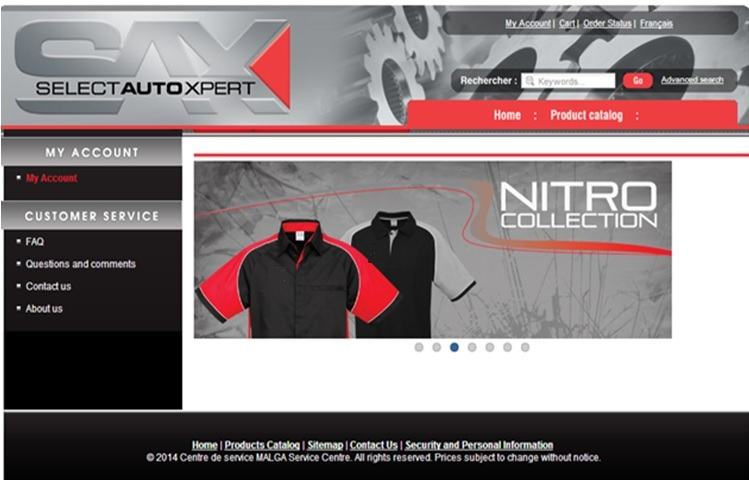 My Account | Cart | Order Status | Français
SAX
SELECTAUTOXPERT
Rechercher : Keywords... Go Advanced search
Home : Product catalog :
MY ACCOUNT
My Account
CUSTOMER SERVICE
FAQ
Questions and comments
Contact us
About us
NITRO
COLLECTION
Home | Products Catalog | Sitemap | Contact Us | Security and Personal Information
© 2014 Centre de service MALGA Service Centre. All rights reserved. Prices subject to change without notice.